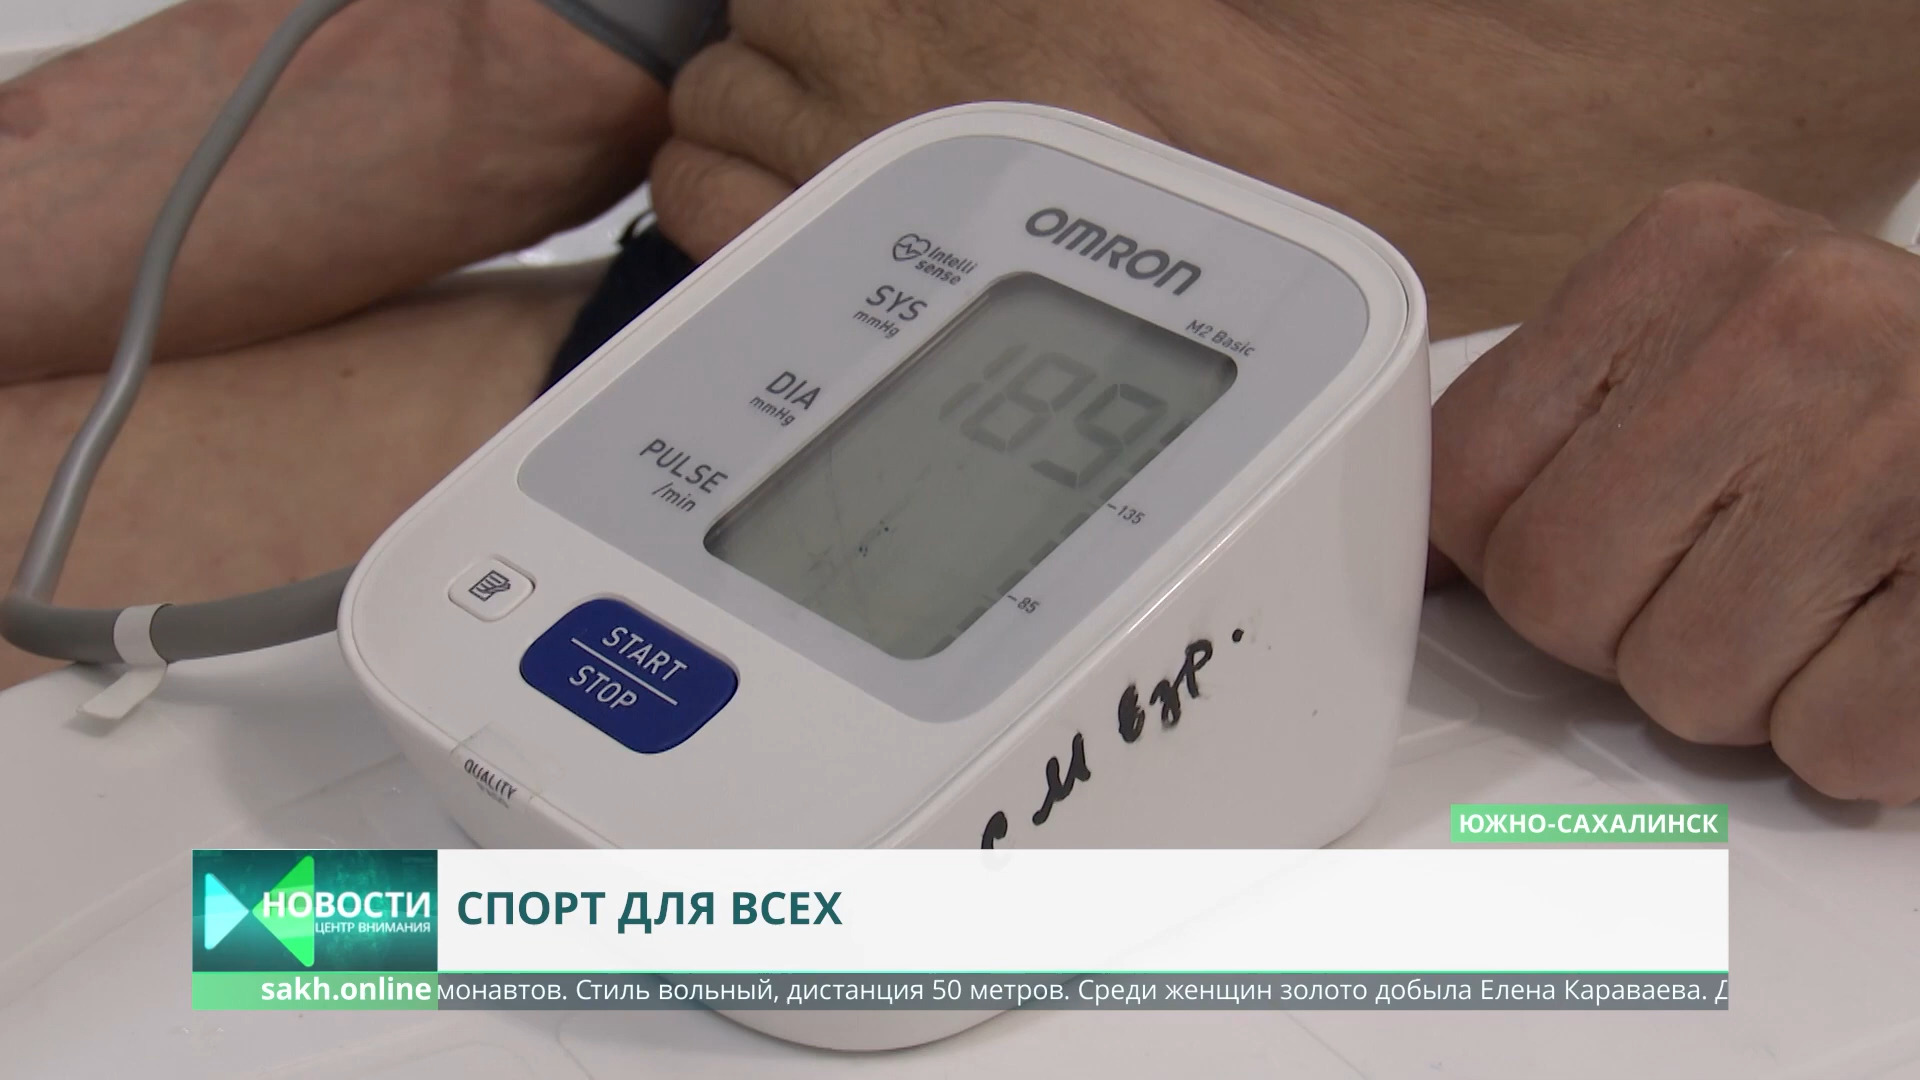 OMRON
Intelli
sense
M2 Basic
SYS
mmHg
189
DIA
mmHg
PULSE
/min
135
85
START
STOP
QUALITY
с м взр.
ЮЖНО-САХАЛИНСК
НОВОСТИ
ЦЕНТР ВНИМАНИЯ
СПОРТ ДЛЯ ВСЕХ
sakh.online
монавтов. Стиль вольный, дистанция 50 метров. Среди женщин золото добыла Елена Караваева. Д